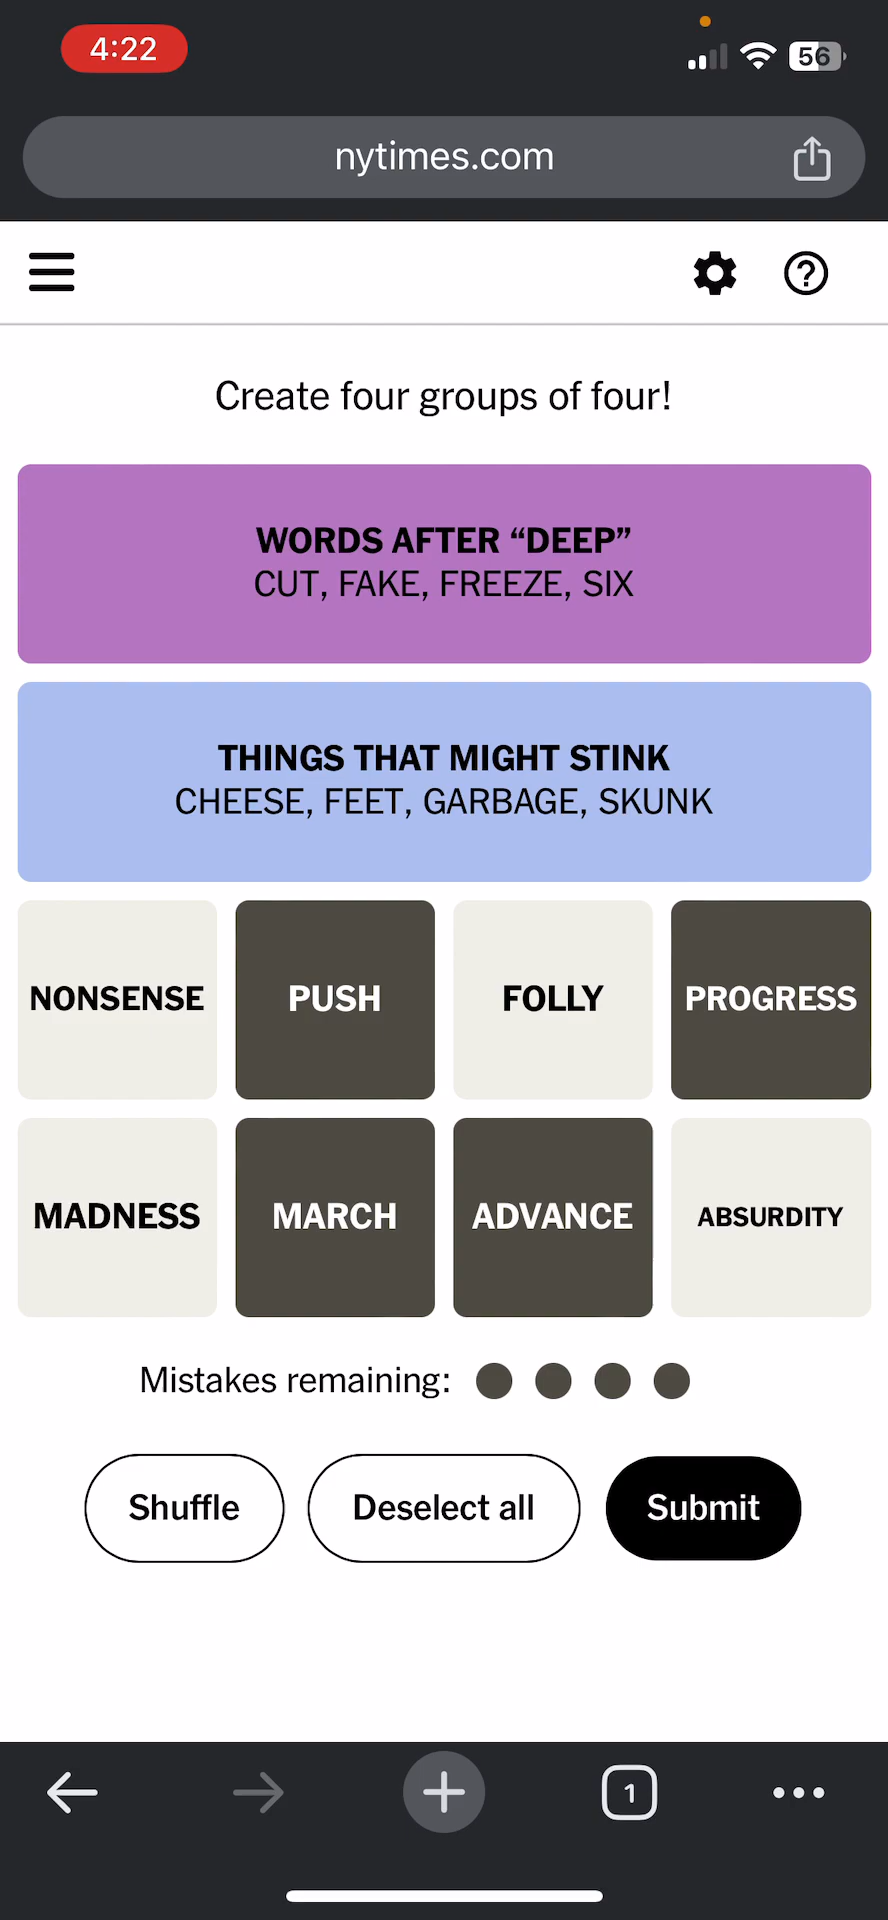 4:22
56
nytimes.com
Create four groups of four!
WORDS AFTER “DEEP”
CUT, FAKE, FREEZE, SIX
THINGS THAT MIGHT STINK
CHEESE, FEET, GARBAGE, SKUNK
NONSENSE PUSH FOLLY PROGRESS
MADNESS MARCH ADVANCE ABSURDITY
Mistakes remaining:
Shuffle Deselect all Submit
1